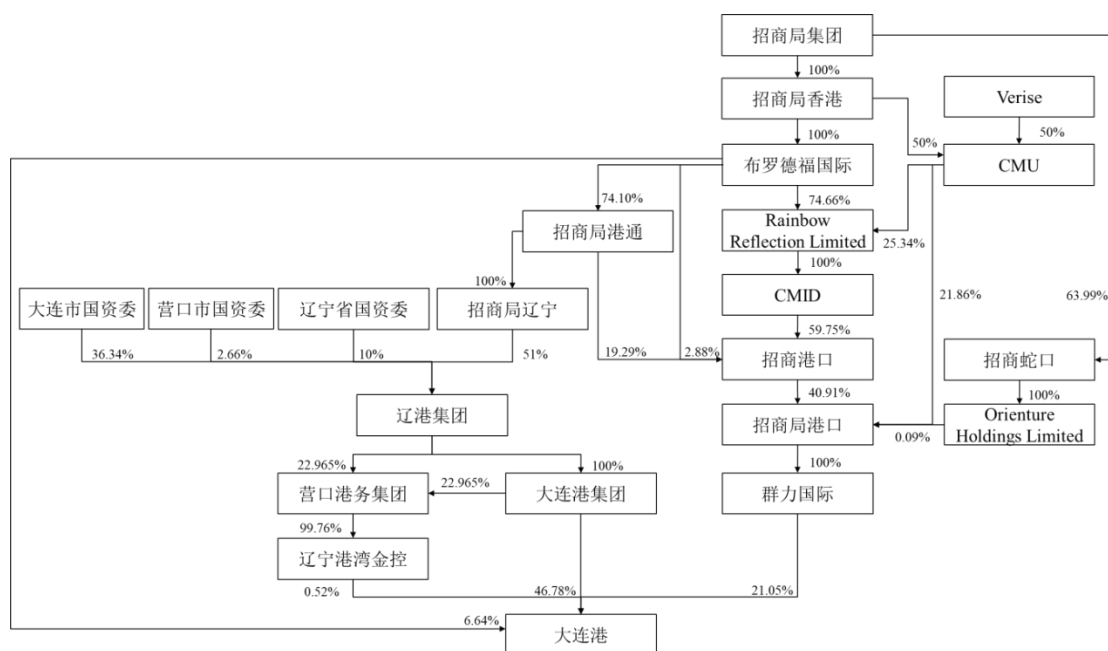 招商局集团
100%
招商局香港
Verise
100%
50%
50%
布罗德福国际
CMU
74.10%
74.66%
招商局港通
Rainbow
Reflection Limited
25.34%
100%
100%
大连市国资委
营口市国资委
辽宁省国资委
招商局辽宁
CMID
21.86%
63.99%
36.34%
2.66%
10%
51%
59.75%
19.29%
2.88%
招商港口
招商蛇口
40.91%
100%
辽港集团
招商局港口
0.09%
Orienture
Holdings Limited
22.965%
100%
100%
营口港务集团
22.965%
大连港集团
群力国际
99.76%
辽宁港湾金控
0.52%
46.78%
21.05%
6.64%
大连港